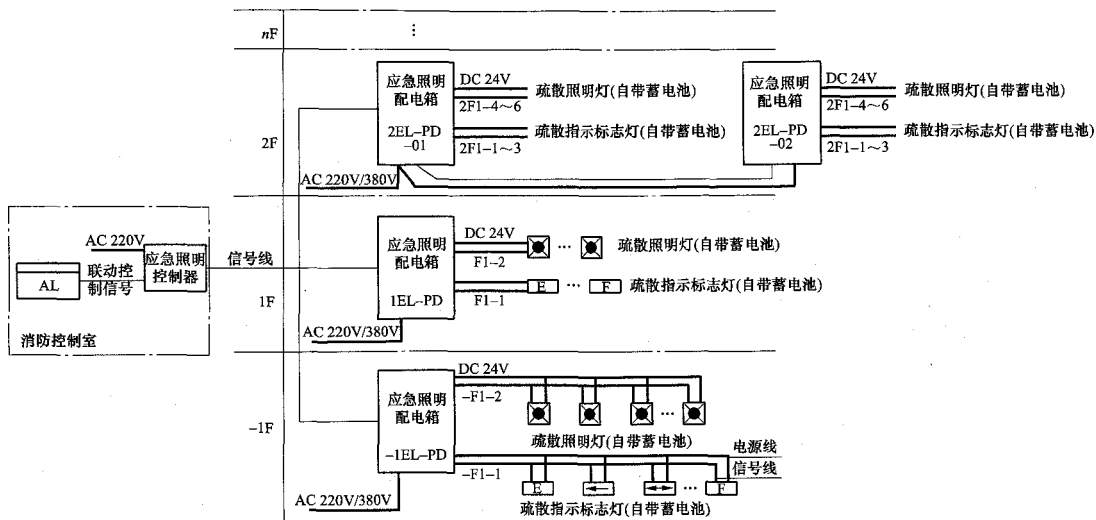 nF
⋮
2F
应急照明
配电箱
2EL-PD
-01
DC 24V
疏散照明灯(自带蓄电池)
2F1-4～6
疏散指示标志灯(自带蓄电池)
2F1-1～3
AC 220V/380V
应急照明
配电箱
2EL-PD
-02
DC 24V
疏散照明灯(自带蓄电池)
2F1-4～6
疏散指示标志灯(自带蓄电池)
2F1-1～3
AC 220V
AL
联动控
制信号
应急照明
控制器
消防控制室
信号线
1F
应急照明
配电箱
1EL-PD
DC 24V
F1-2
… 疏散照明灯(自带蓄电池)
E … F 疏散指示标志灯(自带蓄电池)
F1-1
AC 220V/380V
-1F
应急照明
配电箱
-1EL-PD
DC 24V
-F1-2
…
疏散照明灯(自带蓄电池)
电源线
信号线
-F1-1
E ← ↔ … F
疏散指示标志灯(自带蓄电池)
AC 220V/380V